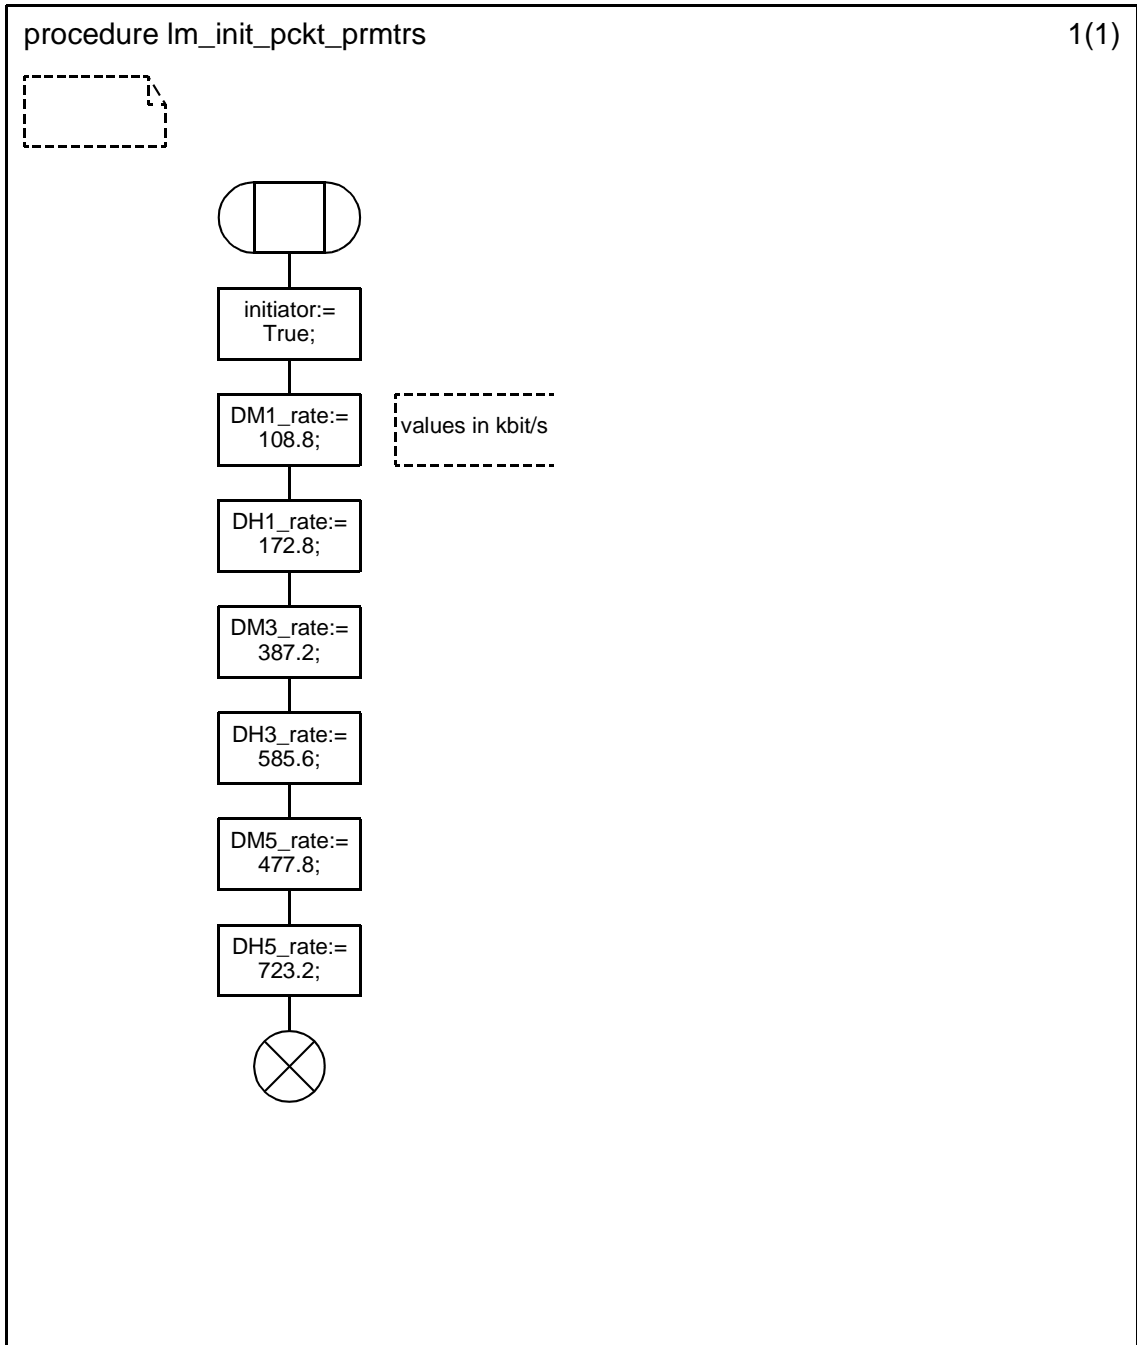 procedure lm_init_pckt_prmtrs
1(1)
initiator:=
True;
DM1_rate:=
108.8;
values in kbit/s
DH1_rate:=
172.8;
DM3_rate:=
387.2;
DH3_rate:=
585.6;
DM5_rate:=
477.8;
DH5_rate:=
723.2;